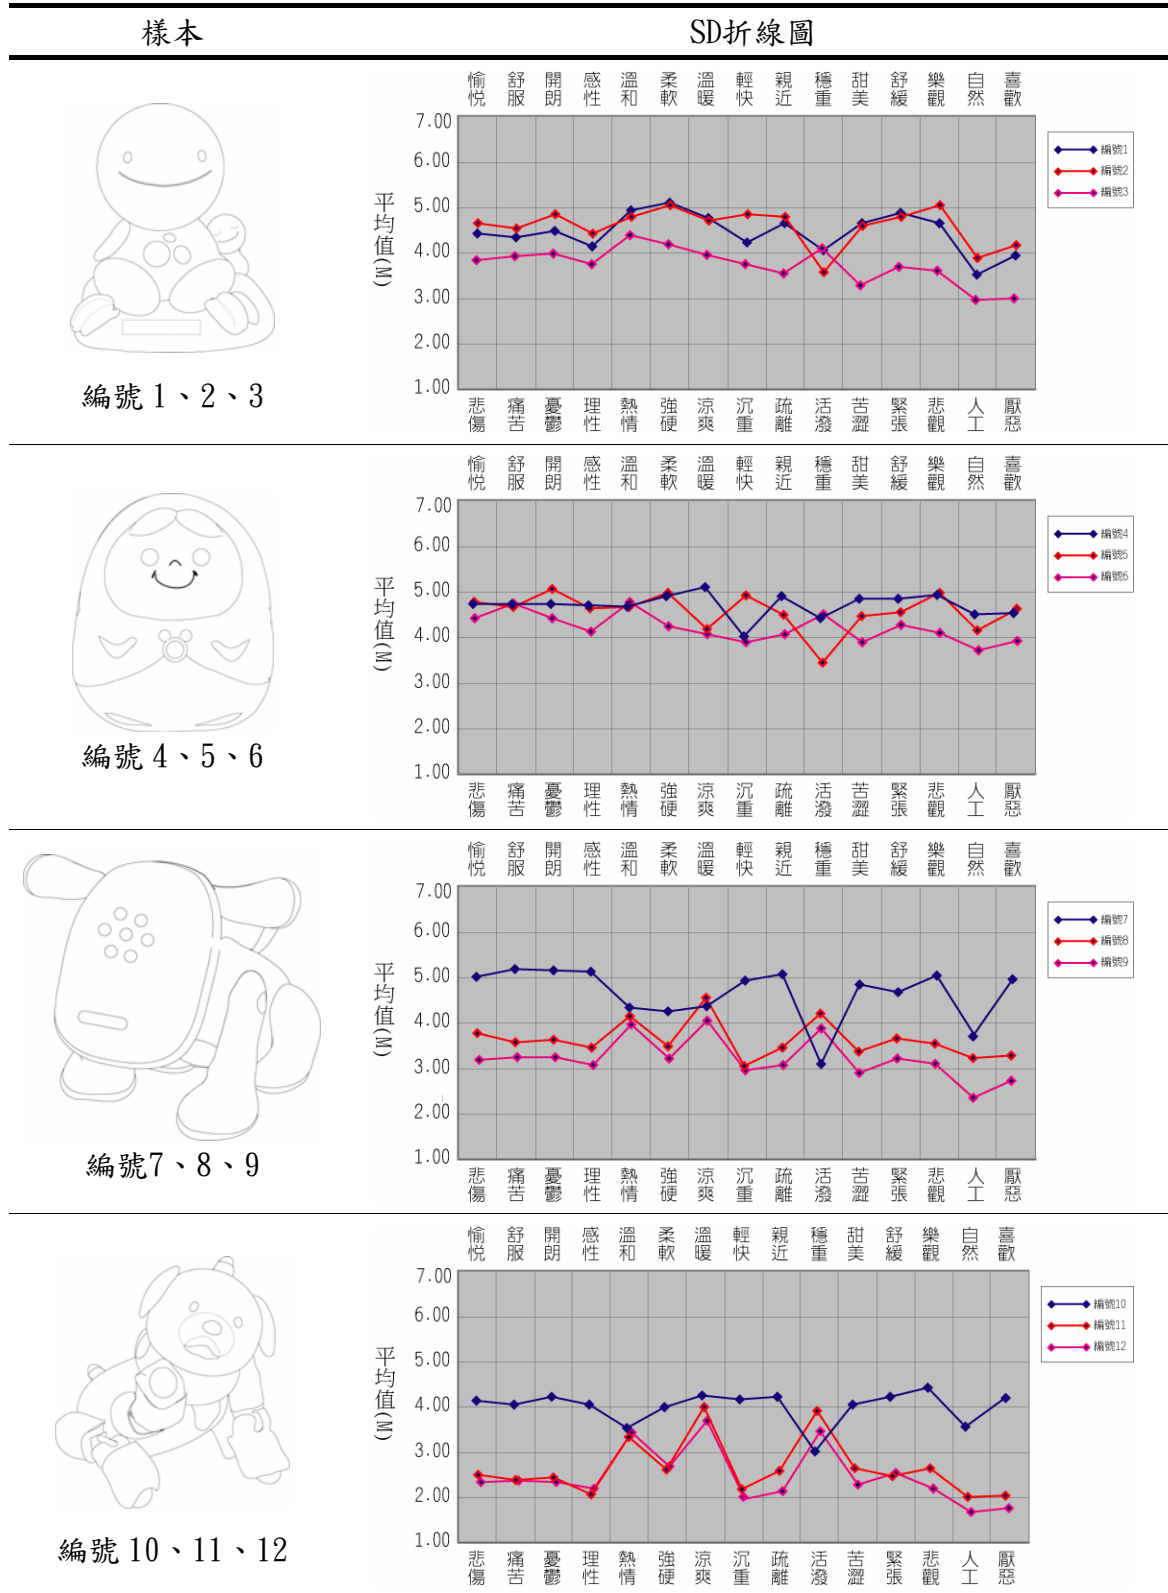 樣本 SD折線圖
愉悅 舒服 開朗 感性 溫和 柔軟 溫暖 輕快 親近 穩重 甜美 舒緩 樂觀 自然 喜歡
7.00
6.00
5.00
4.00
3.00
2.00
1.00
平均值(M)
編號1
編號2
編號3
悲傷 痛苦 憂鬱 理性 熱情 強硬 涼爽 沉重 疏離 活潑 苦澀 緊張 悲觀 人工 厭惡
編號 1、2、3
愉悅 舒服 開朗 感性 溫和 柔軟 溫暖 輕快 親近 穩重 甜美 舒緩 樂觀 自然 喜歡
7.00
6.00
5.00
4.00
3.00
2.00
1.00
平均值(M)
編號4
編號5
編號6
悲傷 痛苦 憂鬱 理性 熱情 強硬 涼爽 沉重 疏離 活潑 苦澀 緊張 悲觀 人工 厭惡
編號 4、5、6
愉悅 舒服 開朗 感性 溫和 柔軟 溫暖 輕快 親近 穩重 甜美 舒緩 樂觀 自然 喜歡
7.00
6.00
5.00
4.00
3.00
2.00
1.00
平均值(M)
編號7
編號8
編號9
悲傷 痛苦 憂鬱 理性 熱情 強硬 涼爽 沉重 疏離 活潑 苦澀 緊張 悲觀 人工 厭惡
編號7、8、9
愉悅 舒服 開朗 感性 溫和 柔軟 溫暖 輕快 親近 穩重 甜美 舒緩 樂觀 自然 喜歡
7.00
6.00
5.00
4.00
3.00
2.00
1.00
平均值(M)
編號10
編號11
編號12
悲傷 痛苦 憂鬱 理性 熱情 強硬 涼爽 沉重 疏離 活潑 苦澀 緊張 悲觀 人工 厭惡
編號 10、11、12